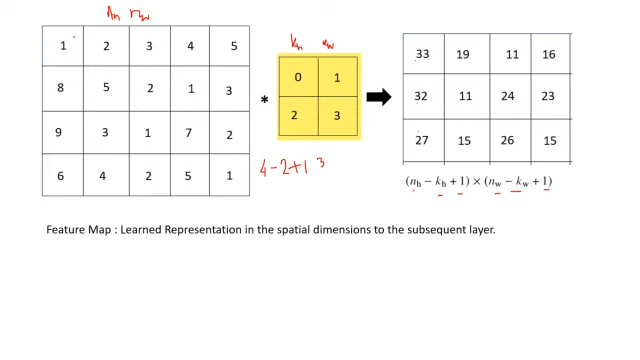 nh nw
kh kw
1 2 3 4 5
8 5 2 1 3
9 3 1 7 2
6 4 2 5 1
*
0 1
2 3
33 19 11 16
32 11 24 23
27 15 26 15
4-2+1 3
(nh − kh + 1) × (nw − kw + 1)
Feature Map : Learned Representation in the spatial dimensions to the subsequent layer.